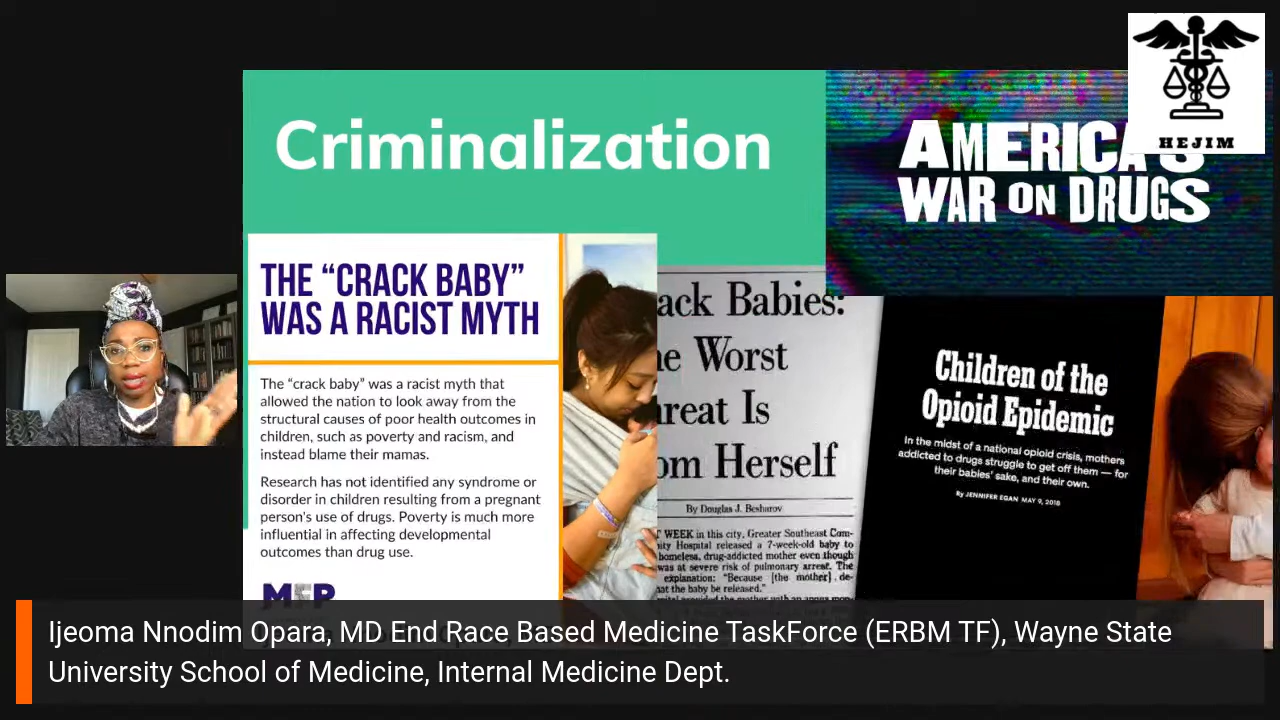 Criminalization
AMERICA'S
WAR ON DRUGS
HEJIM
THE “CRACK BABY”
WAS A RACIST MYTH
The “crack baby” was a racist myth that
allowed the nation to look away from the
structural causes of poor health outcomes in
children, such as poverty and racism, and
instead blame their mamas.
Research has not identified any syndrome or
disorder in children resulting from a pregnant
person's use of drugs. Poverty is much more
influential in affecting developmental
outcomes than drug use.
ack Babies:
e Worst
reat Is
om Herself
By Douglas J. Besharov
WEEK in this city, Greater Southeast Com-
ity Hospital released a 7-week-old baby to
homeless, drug-addicted mother even though
was at severe risk of pulmonary arrest. The
explanation: “Because [the mother] de-
at the baby be released.”
Children of the
Opioid Epidemic
In the midst of a national opioid crisis, mothers
addicted to drugs struggle to get off them — for
their babies' sake, and their own.
By JENNIFER EGAN MAY 9, 2018
Ijeoma Nnodim Opara, MD End Race Based Medicine TaskForce (ERBM TF), Wayne State
University School of Medicine, Internal Medicine Dept.